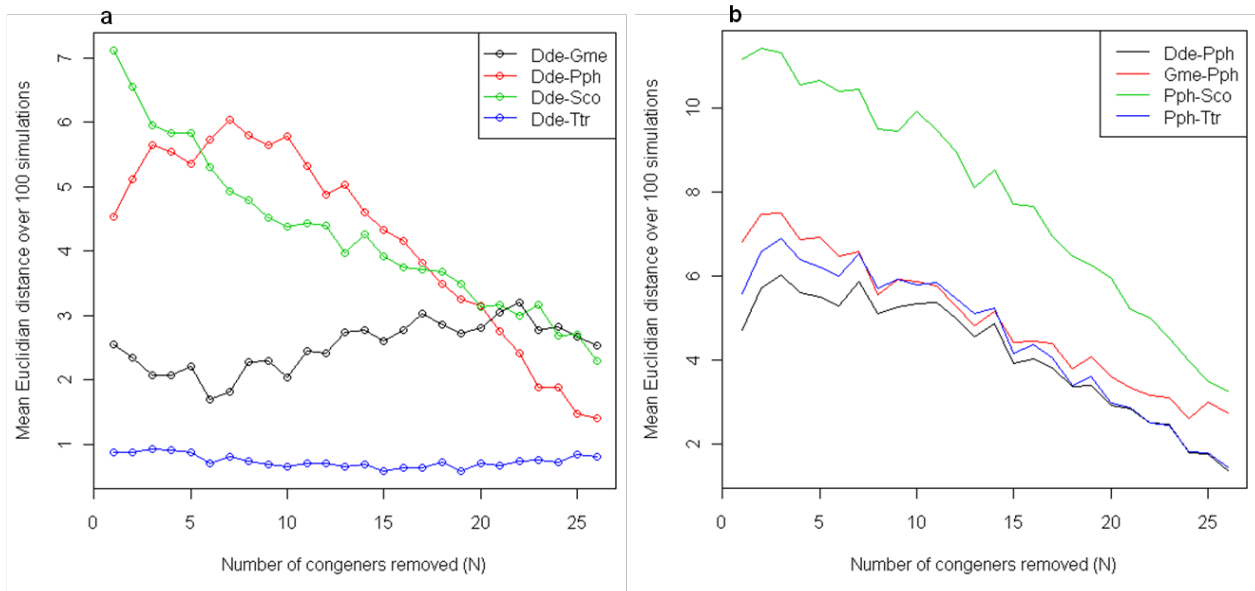 a
Mean Euclidian distance over 100 simulations
7
6
5
4
3
2
1
Dde-Gme
Dde-Pph
Dde-Sco
Dde-Ttr
0 5 10 15 20 25
Number of congeners removed (N)
b
Mean Euclidian distance over 100 simulations
10
8
6
4
2
Dde-Pph
Gme-Pph
Pph-Sco
Pph-Ttr
0 5 10 15 20 25
Number of congeners removed (N)